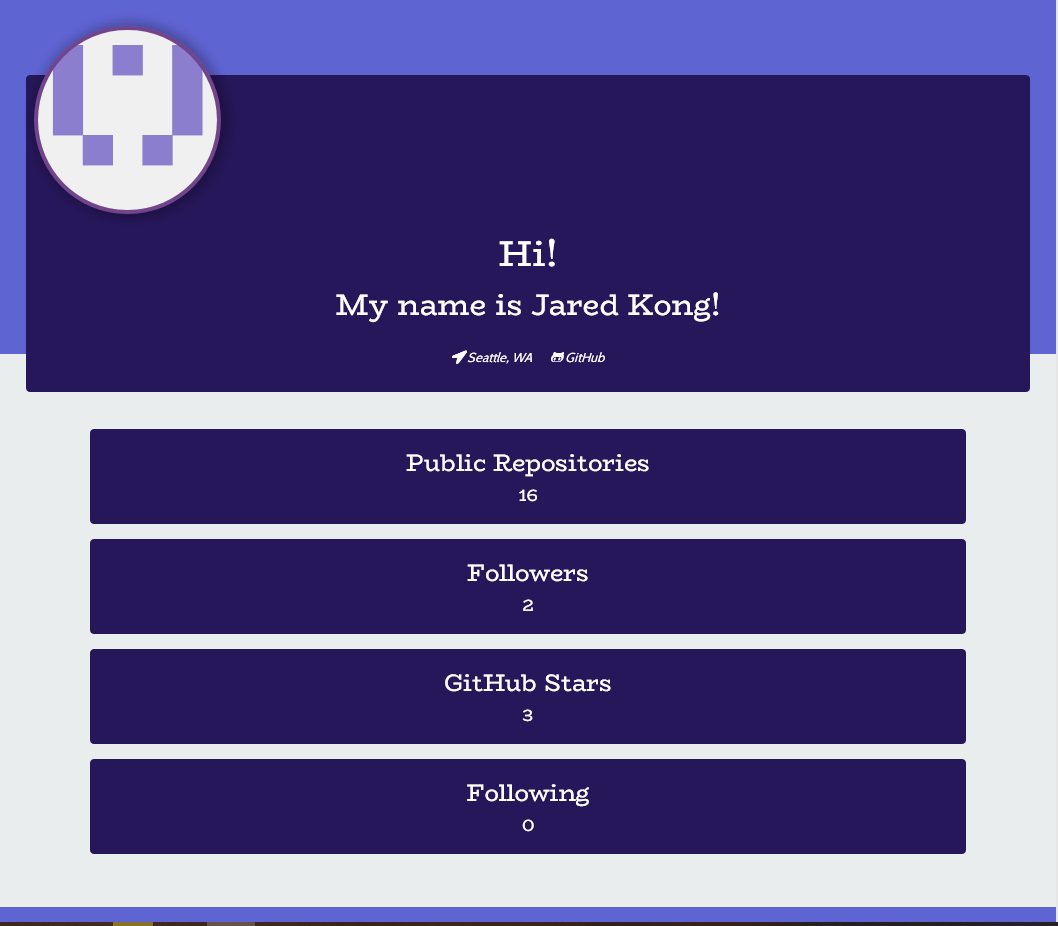 Hi!
My name is Jared Kong!
Seattle, WA GitHub
Public Repositories
16
Followers
2
GitHub Stars
3
Following
0